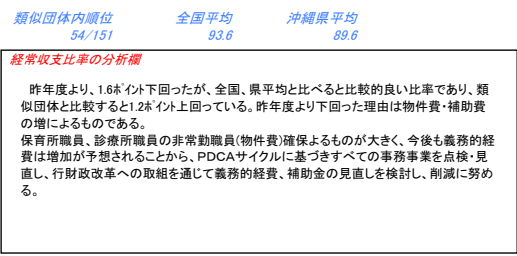 類似団体内順位 全国平均 沖縄県平均
54/151 93.6 89.6
経常収支比率の分析欄
昨年度より、1.6ﾎﾟｲﾝﾄ下回ったが、全国、県平均と比べると比較的良い比率であり、類
似団体と比較すると1.2ﾎﾟｲﾝﾄ上回っている。昨年度より下回った理由は物件費・補助費
の増によるものである。
保育所職員、診療所職員の非常勤職員(物件費)確保よるものが大きく、今後も義務的経
費は増加が予想されることから、PDCAサイクルに基づきすべての事務事業を点検・見
直し、行財政改革への取組を通じて義務的経費、補助金の見直しを検討し、削減に努め
る。